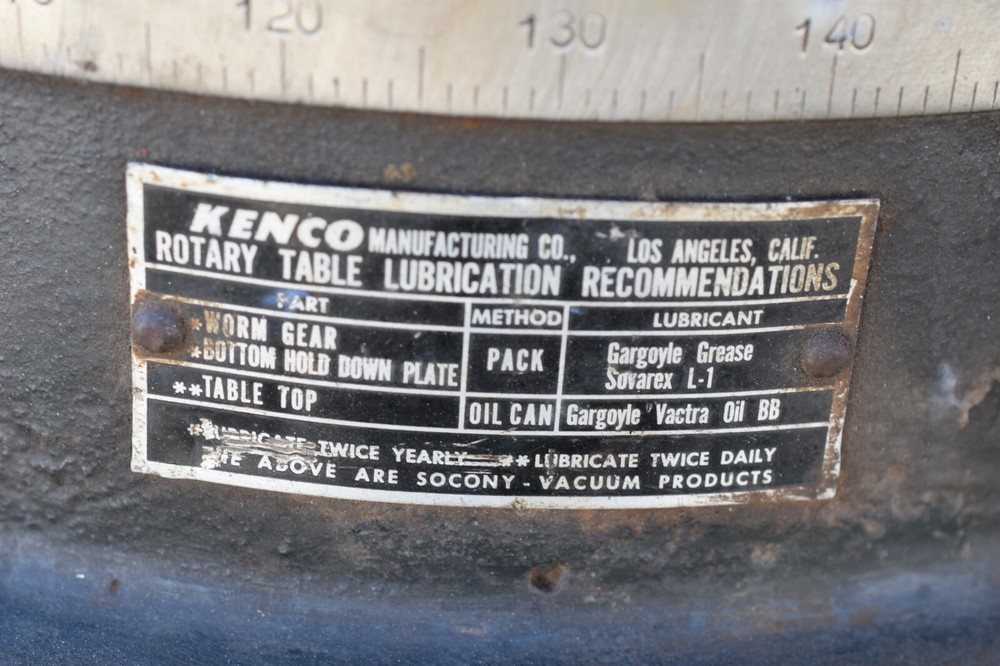 120 130 140
KENCO MANUFACTURING CO., LOS ANGELES, CALIF.
ROTARY TABLE LUBRICATION RECOMMENDATIONS
PART METHOD LUBRICANT
*WORM GEAR
*BOTTOM HOLD DOWN PLATE
PACK
Gargoyle Grease
Sovarex L-1
**TABLE TOP OIL CAN Gargoyle Vactra Oil BB
*LUBRICATE TWICE YEARLY **LUBRICATE TWICE DAILY
THE ABOVE ARE SOCONY-VACUUM PRODUCTS